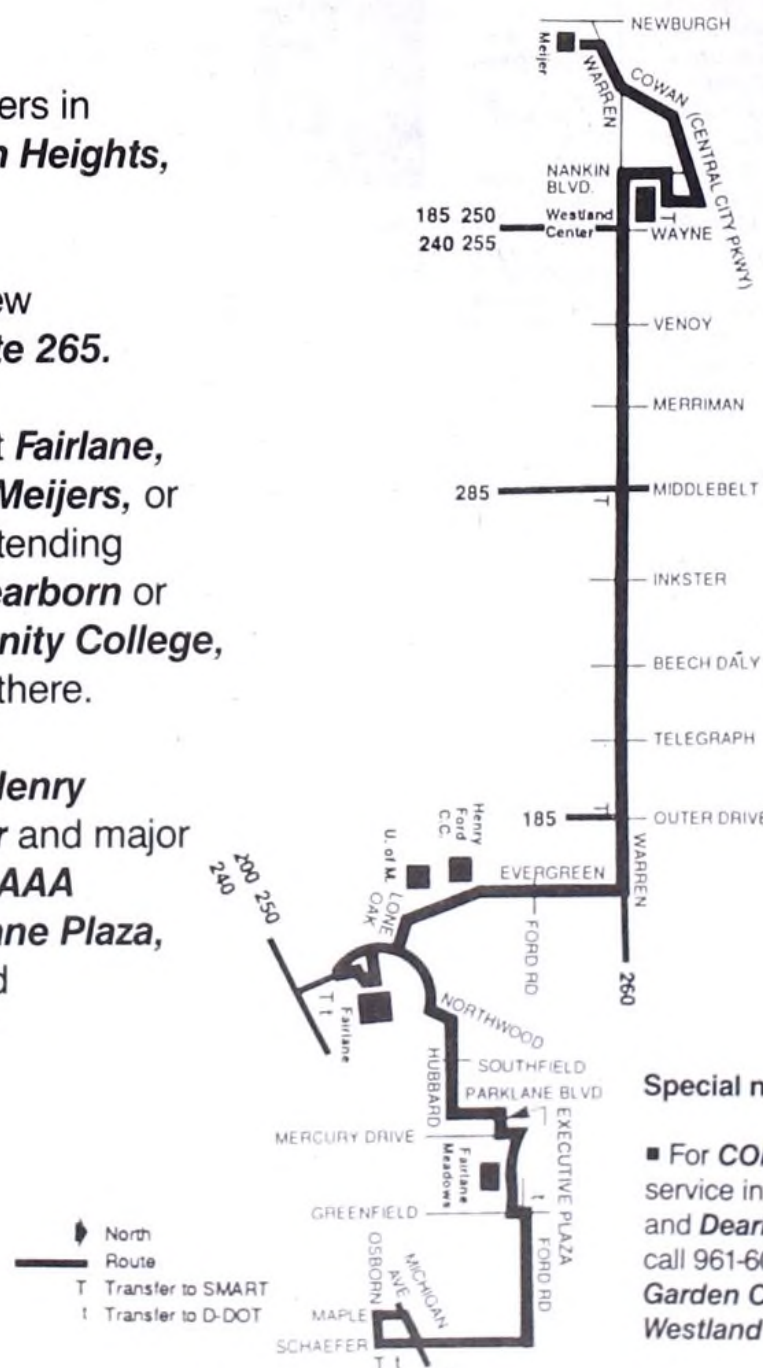 ers in
n Heights,
ew
te 265.
t Fairlane,
Meijers, or
tending
earborn or
nity College,
there.
Henry
r and major
AAA
ne Plaza,
d
NEWBURGH
Meijer
WARREN
COWAN (CENTRAL CITY PKWY)
NANKIN
BLVD.
T
185 250
240 255
Westland
Center
WAYNE
VENOY
MERRIMAN
285
T
MIDDLEBELT
INKSTER
BEECH DALY
TELEGRAPH
185
T
OUTER DRIVE
WARREN
260
Henry
Ford
C.C.
U. of M.
EVERGREEN
LONE
OAK
FORD RD
200 250
240
T t
Fairlane
NORTHWOOD
HUBBARD
SOUTHFIELD
PARKLANE BLVD
MERCURY DRIVE
EXECUTIVE PLAZA
Fairlane
Meadows
t
GREENFIELD
FORD RD
OSBORN
MICHIGAN
AVE
MAPLE
SCHAEFER
T t
North
Route
T Transfer to SMART
t Transfer to D-DOT
Special n
■ For CO
service in
and Dear
call 961-6
Garden C
Westland